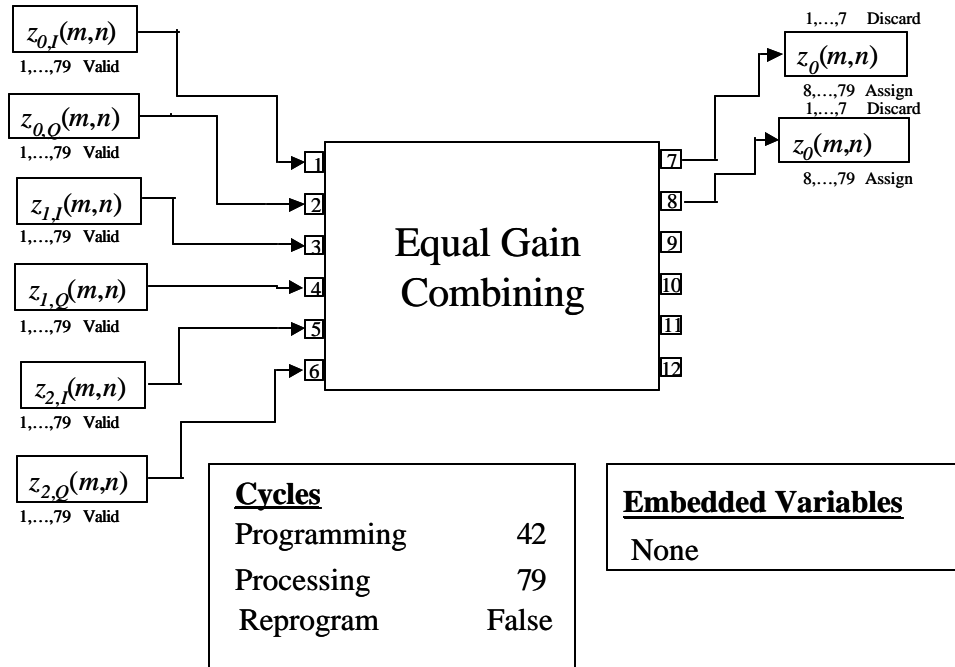 z0,I(m,n)
1,…,79 Valid
z0,Q(m,n)
1,…,79 Valid
z1,I(m,n)
1,…,79 Valid
z1,Q(m,n)
1,…,79 Valid
z2,I(m,n)
1,…,79 Valid
z2,Q(m,n)
1,…,79 Valid
1
2
3
4
5
6
Equal Gain
Combining
7
8
9
10
11
12
1,…,7 Discard
z0(m,n)
8,…,79 Assign
1,…,7 Discard
z0(m,n)
8,…,79 Assign
Cycles
Programming 42
Processing 79
Reprogram False
Embedded Variables
None